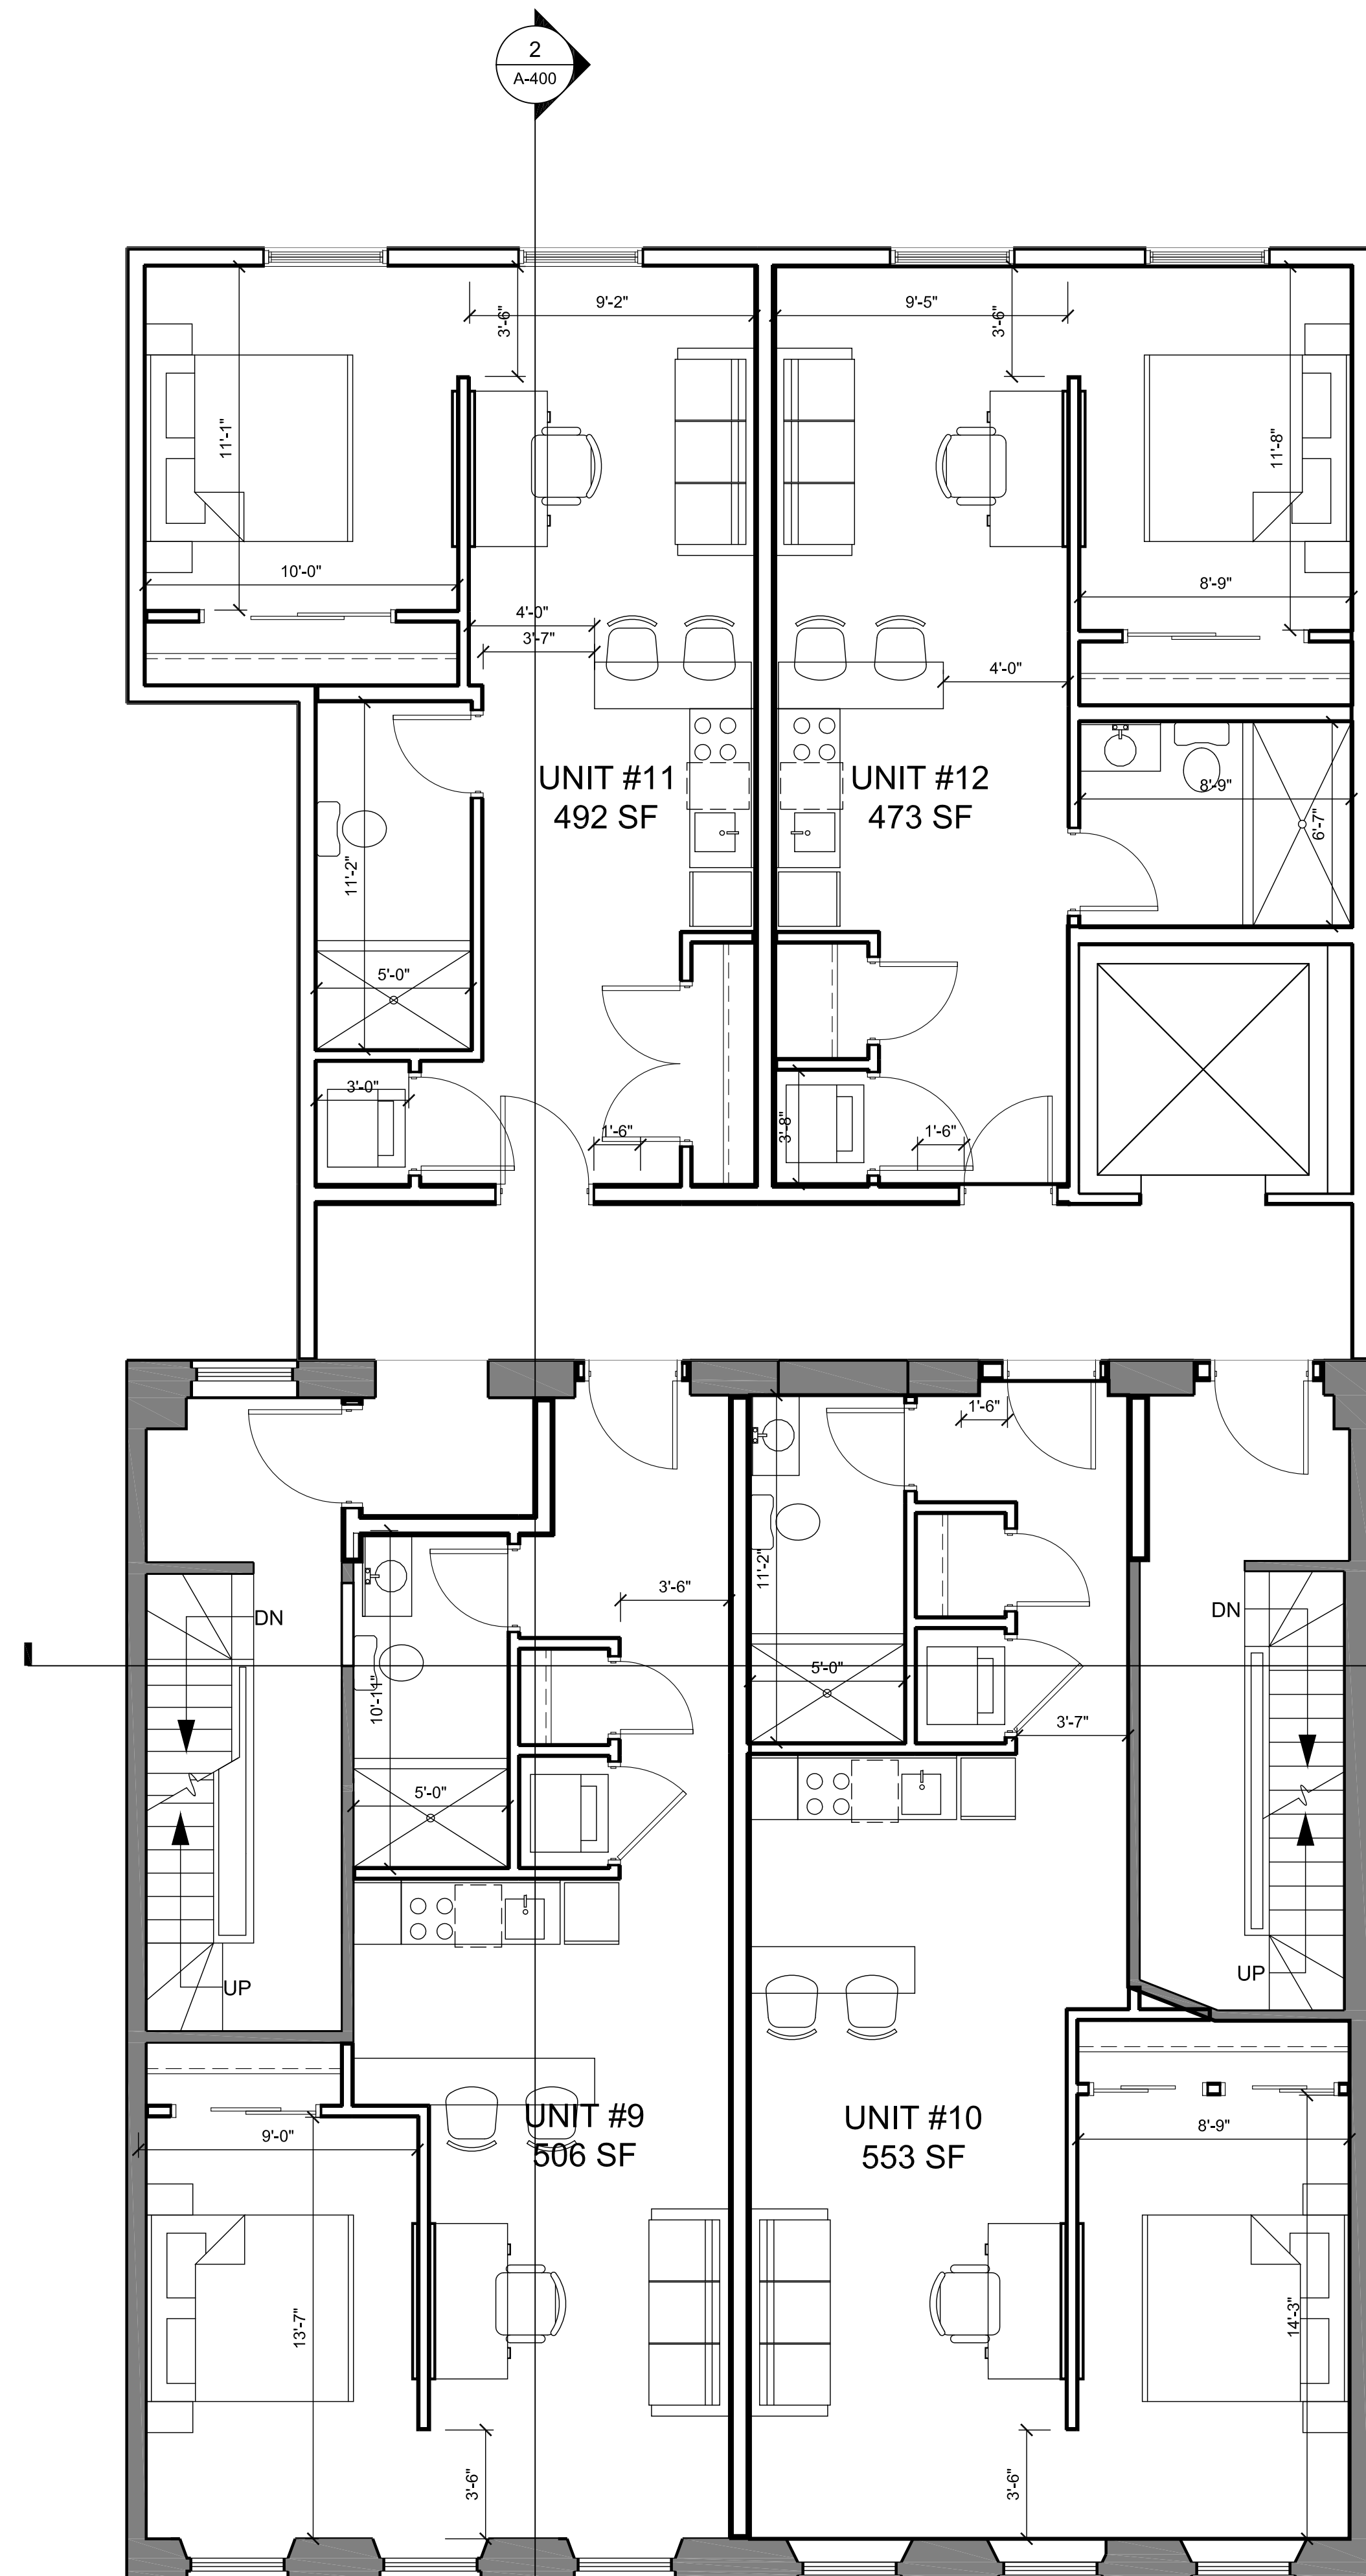 2
A-400
9'-2"
9'-5"
3'-6"
3'-6"
11'-1"
11'-8"
10'-0"
8'-9"
4'-0"
3'-7"
4'-0"
UNIT #11
492 SF
UNIT #12
473 SF
8'-9"
6'-7"
11'-2"
5'-0"
3'-0"
1'-6"
3'-8"
1'-6"
1'-6"
11'-2"
3'-6"
DN
DN
10'-11"
5'-0"
3'-7"
5'-0"
UP
UP
UNIT #9
506 SF
UNIT #10
553 SF
9'-0"
8'-9"
13'-7"
14'-3"
3'-6"
3'-6"